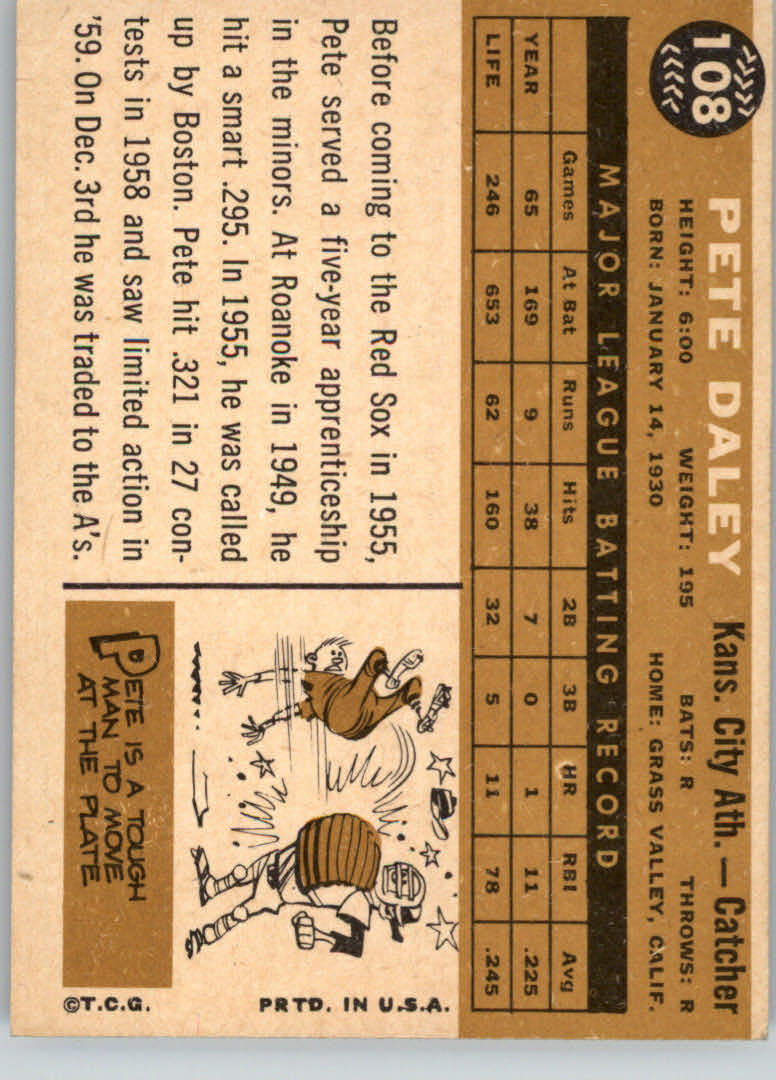 108
PETE DALEY Kans. City Ath. — Catcher
HEIGHT: 6:00 WEIGHT: 195 BATS: R THROWS: R
BORN: JANUARY 14, 1930 HOME: GRASS VALLEY, CALIF.
MAJOR LEAGUE BATTING RECORD
Games At Bat Runs Hits 2B 3B HR RBI Avg
YEAR 65 169 9 38 7 0 1 11 .225
LIFE 246 653 62 160 32 5 11 78 .245
Before coming to the Red Sox in 1955,
Pete served a five-year apprenticeship
in the minors. At Roanoke in 1949, he
hit a smart .295. In 1955, he was called
up by Boston. Pete hit .321 in 27 con-
tests in 1958 and saw limited action in
'59. On Dec. 3rd he was traded to the A's.
PETE IS A TOUGH
MAN TO MOVE
AT THE PLATE
PRTD. IN U.S.A.
©T.C.G.